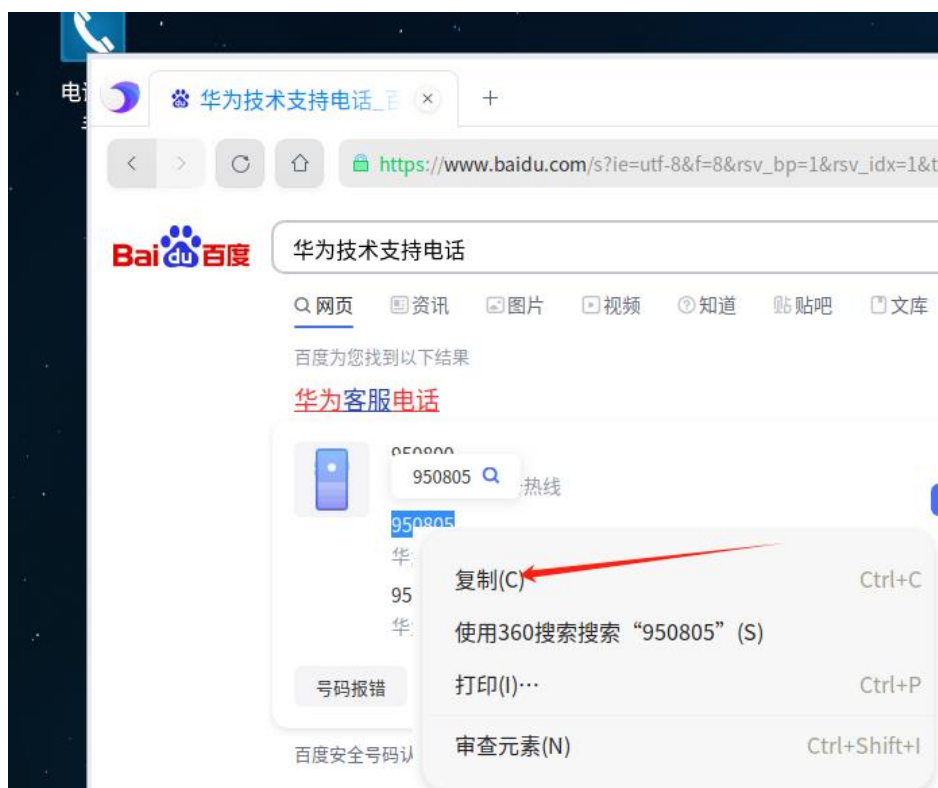 华为技术支持电话_百
https://www.baidu.com/s?ie=utf-8&f=8&rsv_bp=1&rsv_idx=1&t
Bai du 百度
华为技术支持电话
网页 资讯 图片 视频 知道 贴吧 文库
百度为您找到以下结果
华为客服电话
950800
950805
热线
950805
华
95
华
号码报错
百度安全号码认
复制(C) Ctrl+C
使用360搜索搜索“950805”(S)
打印(I)… Ctrl+P
审查元素(N) Ctrl+Shift+I